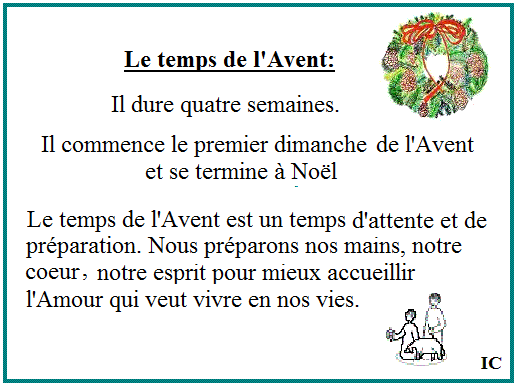 Le temps de l'Avent:
Il dure quatre semaines.
Il commence le premier dimanche de l'Avent
et se termine à Noël
Le temps de l'Avent est un temps d'attente et de
préparation. Nous préparons nos mains, notre
coeur, notre esprit pour mieux accueillir
l'Amour qui veut vivre en nos vies.
IC